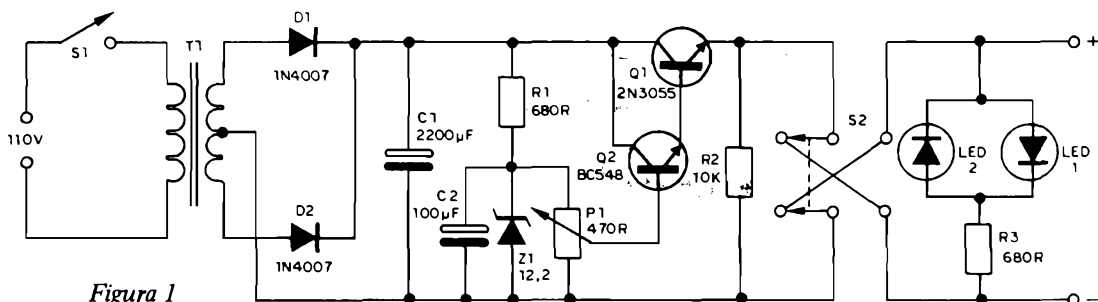 S1
110V
T1
D1
1N4007
D2
1N4007
C1
2200µF
R1
680R
C2
100µF
Z1
12,2
P1
470R
Q1
2N3055
Q2
BC548
R2
10K
S2
LED
2
LED
1
R3
680R
+
–
Figura 1